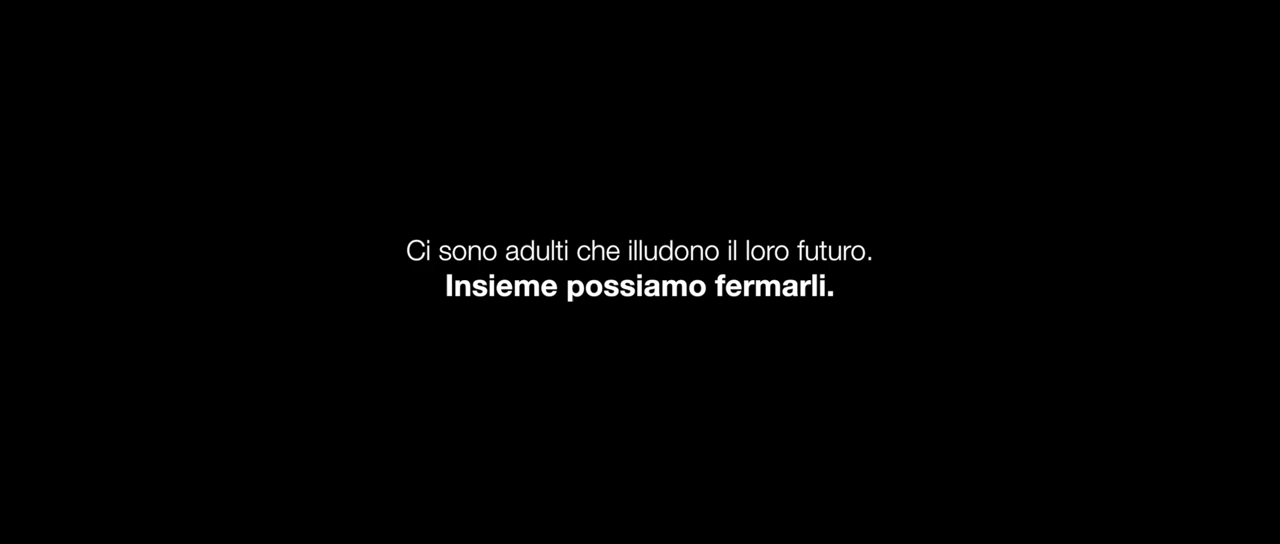 Ci sono adulti che illudono il loro futuro.
Insieme possiamo fermarli.